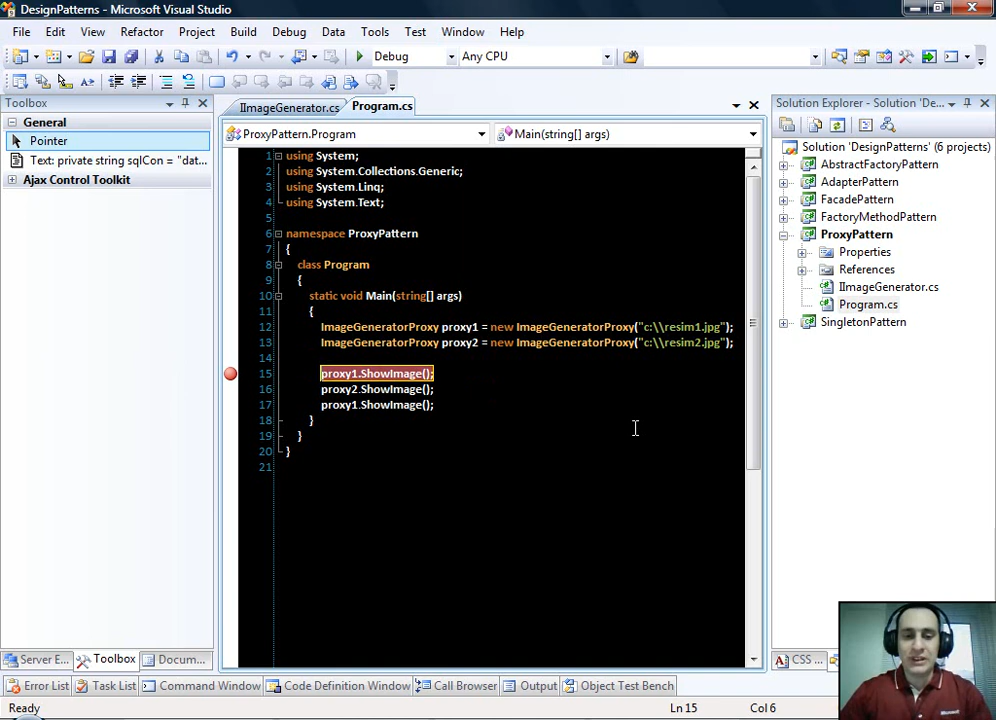 DesignPatterns - Microsoft Visual Studio
File Edit View Refactor Project Build Debug Data Tools Test Window Help
Debug Any CPU
Toolbox
General
Pointer
Text: private string sqlCon = "dat...
Ajax Control Toolkit
IImageGenerator.cs Program.cs
ProxyPattern.Program Main(string[] args)
1 using System;
2 using System.Collections.Generic;
3 using System.Linq;
4 using System.Text;
5
6 namespace ProxyPattern
7 {
8 class Program
9 {
10 static void Main(string[] args)
11 {
12 ImageGeneratorProxy proxy1 = new ImageGeneratorProxy("c:\\resim1.jpg");
13 ImageGeneratorProxy proxy2 = new ImageGeneratorProxy("c:\\resim2.jpg");
14
15 proxy1.ShowImage();
16 proxy2.ShowImage();
17 proxy1.ShowImage();
18 }
19 }
20 }
21
Solution Explorer - Solution 'De...
Solution 'DesignPatterns' (6 projects)
AbstractFactoryPattern
AdapterPattern
FacadePattern
FactoryMethodPattern
ProxyPattern
Properties
References
IImageGenerator.cs
Program.cs
SingletonPattern
Server E... Toolbox Docum...
CSS ...
Error List Task List Command Window Code Definition Window Call Browser Output Object Test Bench
Ready Ln 15 Col 6